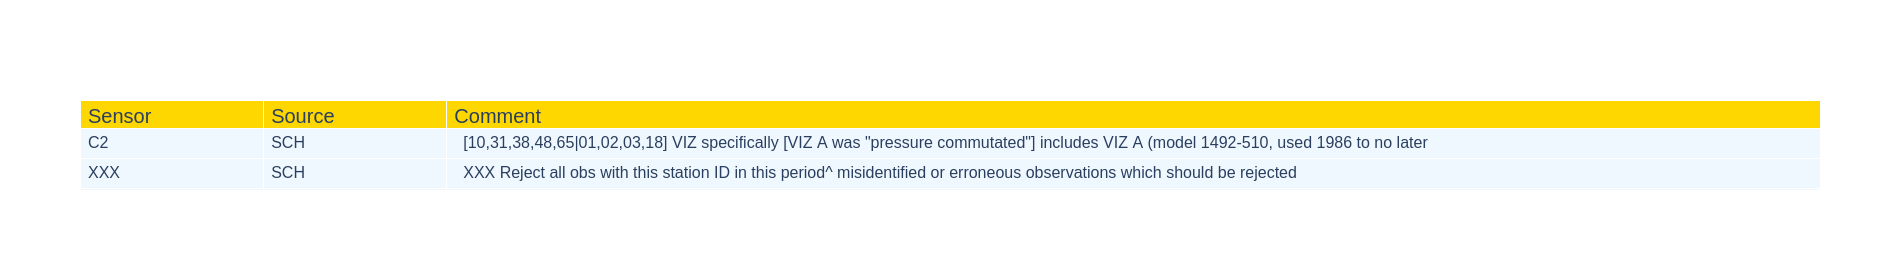 Sensor Source Comment
C2 SCH [10,31,38,48,65|01,02,03,18] VIZ specifically [VIZ A was "pressure commutated"] includes VIZ A (model 1492-510, used 1986 to no later
XXX SCH XXX Reject all obs with this station ID in this period^ misidentified or erroneous observations which should be rejected